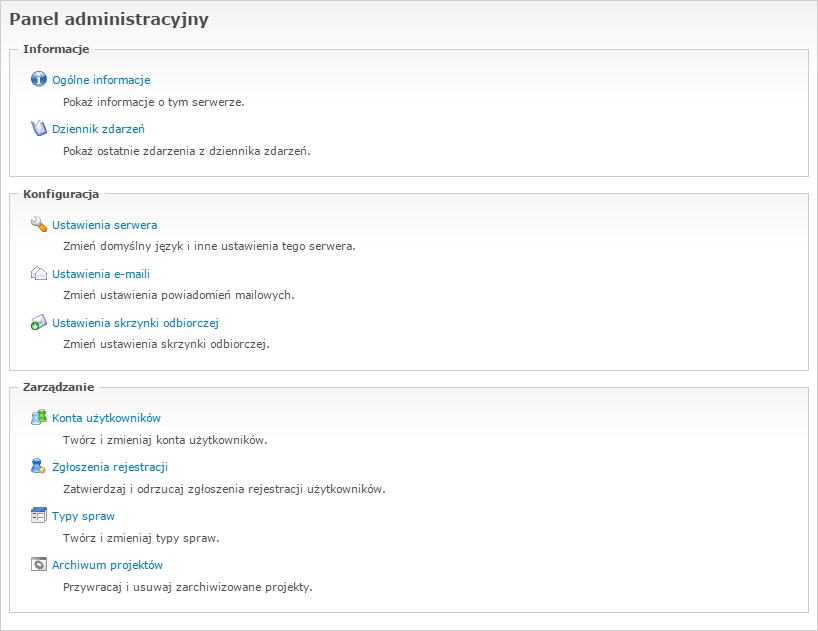 Panel administracyjny
Informacje
Ogólne informacje
Pokaż informacje o tym serwerze.
Dziennik zdarzeń
Pokaż ostatnie zdarzenia z dziennika zdarzeń.
Konfiguracja
Ustawienia serwera
Zmień domyślny język i inne ustawienia tego serwera.
Ustawienia e-maili
Zmień ustawienia powiadomień mailowych.
Ustawienia skrzynki odbiorczej
Zmień ustawienia skrzynki odbiorczej.
Zarządzanie
Konta użytkowników
Twórz i zmieniaj konta użytkowników.
Zgłoszenia rejestracji
Zatwierdzaj i odrzucaj zgłoszenia rejestracji użytkowników.
Typy spraw
Twórz i zmieniaj typy spraw.
Archiwum projektów
Przywracaj i usuwaj zarchiwizowane projekty.